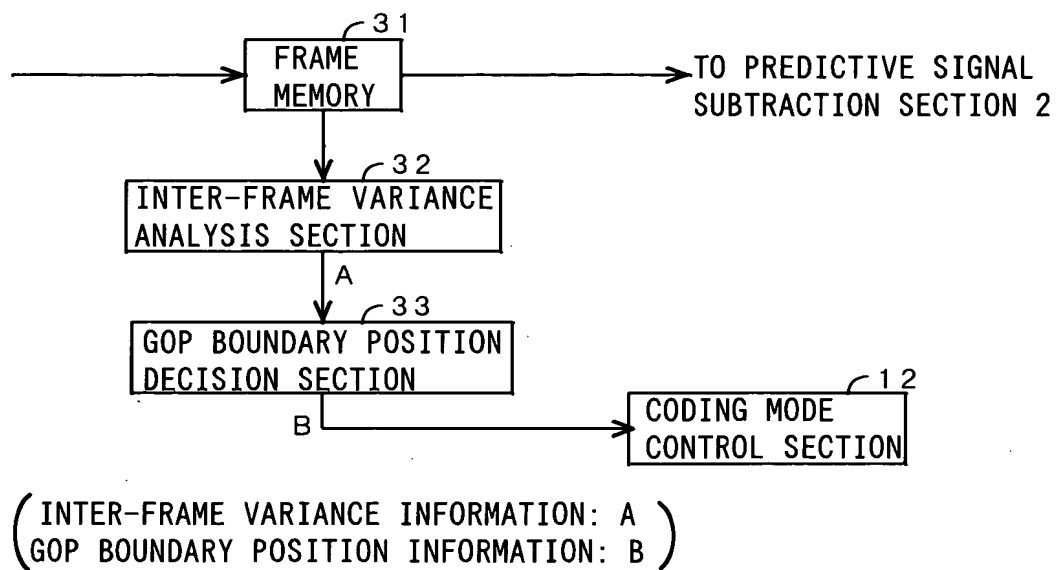 31
FRAME
MEMORY
TO PREDICTIVE SIGNAL
SUBTRACTION SECTION 2
32
INTER-FRAME VARIANCE
ANALYSIS SECTION
A
33
GOP BOUNDARY POSITION
DECISION SECTION
B
12
CODING MODE
CONTROL SECTION
(INTER-FRAME VARIANCE INFORMATION: A
GOP BOUNDARY POSITION INFORMATION: B)